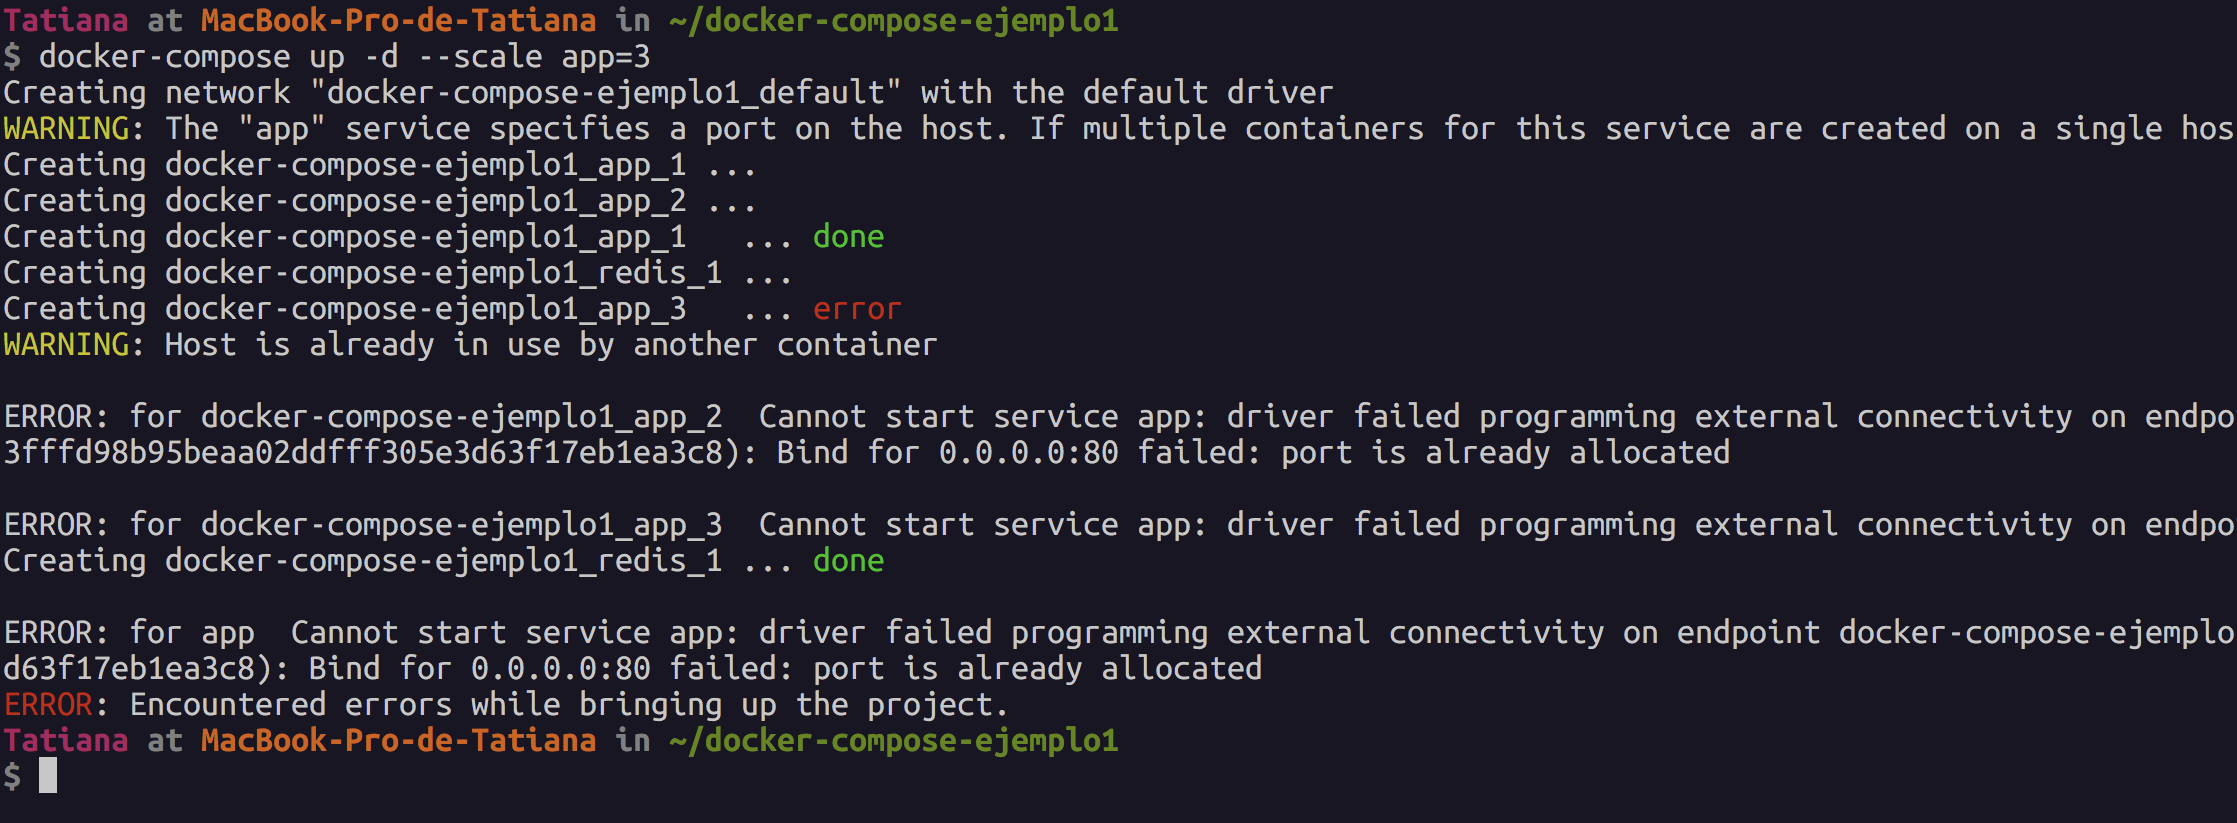 Tatiana at MacBook-Pro-de-Tatiana in ~/docker-compose-ejemplo1
$ docker-compose up -d --scale app=3
Creating network "docker-compose-ejemplo1_default" with the default driver
WARNING: The "app" service specifies a port on the host. If multiple containers for this service are created on a single hos
Creating docker-compose-ejemplo1_app_1 ...
Creating docker-compose-ejemplo1_app_2 ...
Creating docker-compose-ejemplo1_app_1   ... done
Creating docker-compose-ejemplo1_redis_1 ...
Creating docker-compose-ejemplo1_app_3   ... error
WARNING: Host is already in use by another container
ERROR: for docker-compose-ejemplo1_app_2  Cannot start service app: driver failed programming external connectivity on endpo
3fffd98b95beaa02ddfff305e3d63f17eb1ea3c8): Bind for 0.0.0.0:80 failed: port is already allocated
ERROR: for docker-compose-ejemplo1_app_3  Cannot start service app: driver failed programming external connectivity on endpo
Creating docker-compose-ejemplo1_redis_1 ... done
ERROR: for app  Cannot start service app: driver failed programming external connectivity on endpoint docker-compose-ejemplo
d63f17eb1ea3c8): Bind for 0.0.0.0:80 failed: port is already allocated
ERROR: Encountered errors while bringing up the project.
Tatiana at MacBook-Pro-de-Tatiana in ~/docker-compose-ejemplo1
$